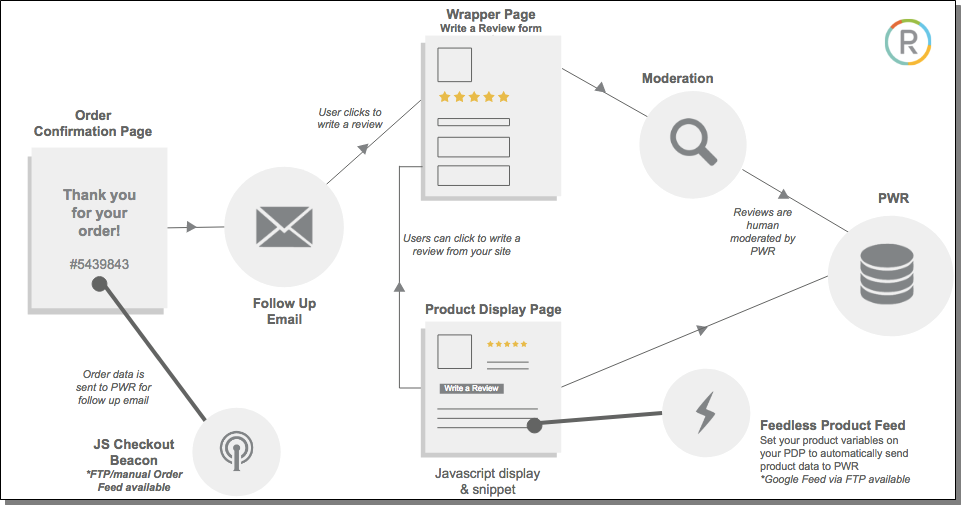 Wrapper Page
Write a Review form
R
Moderation
Order
Confirmation Page
User clicks to
write a review
Thank you
for your
order!
#5439843
PWR
Reviews are
human
moderated by
PWR
Users can click to write a
review from your site
Follow Up
Email
Product Display Page
Write a Review
Order data is
sent to PWR for
follow up email
JS Checkout
Beacon
*FTP/manual Order
Feed available
Javascript display
& snippet
Feedless Product Feed
Set your product variables on
your PDP to automatically send
product data to PWR
*Google Feed via FTP available